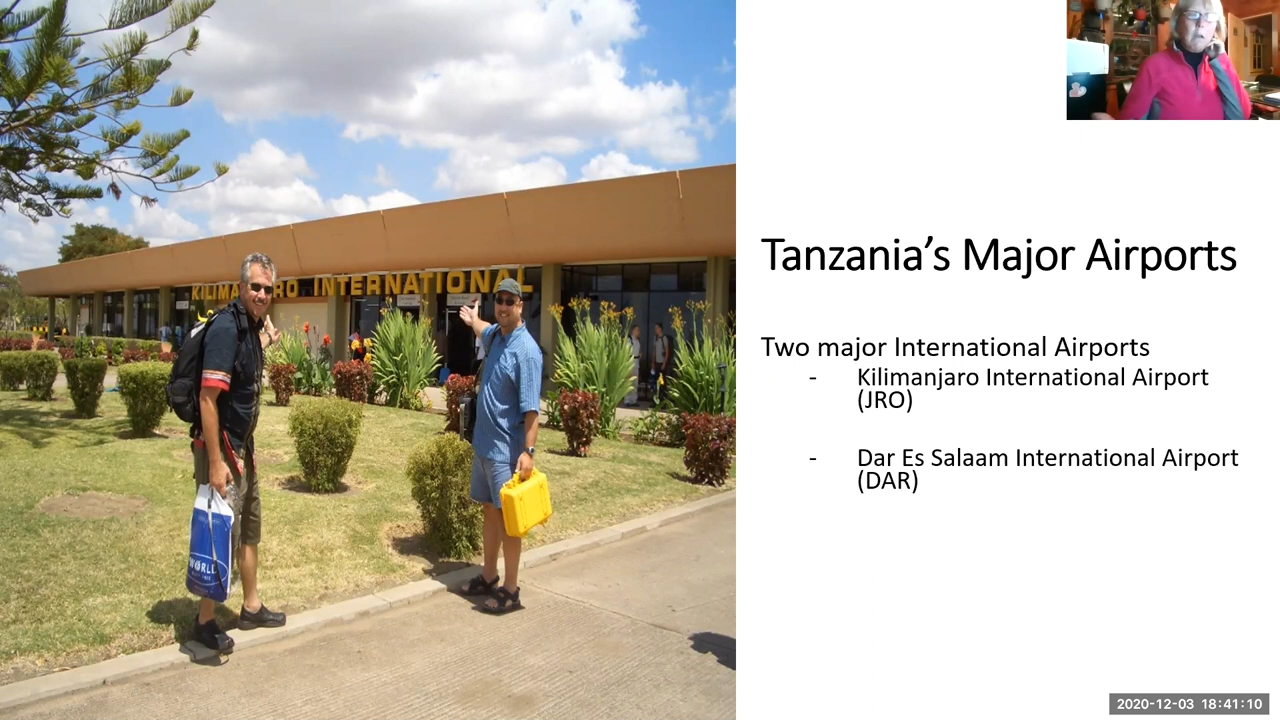 KILIMANJARO INTERNATIONAL
WORLD
Tanzania’s Major Airports
Two major International Airports
- Kilimanjaro International Airport
(JRO)
- Dar Es Salaam International Airport
(DAR)
2020-12-03 18:41:10